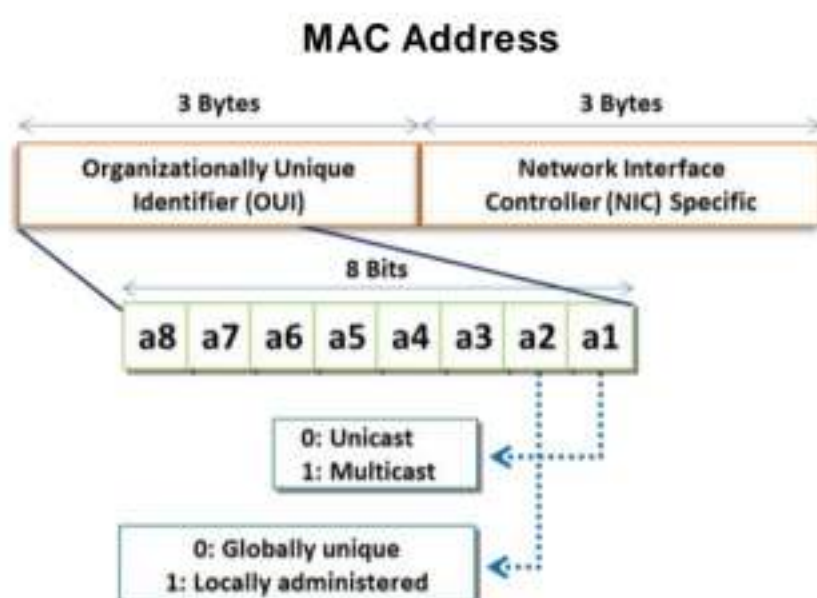 MAC Address
3 Bytes 3 Bytes
Organizationally Unique
Identifier (OUI)
Network Interface
Controller (NIC) Specific
8 Bits
a8 a7 a6 a5 a4 a3 a2 a1
0: Unicast
1: Multicast
0: Globally unique
1: Locally administered